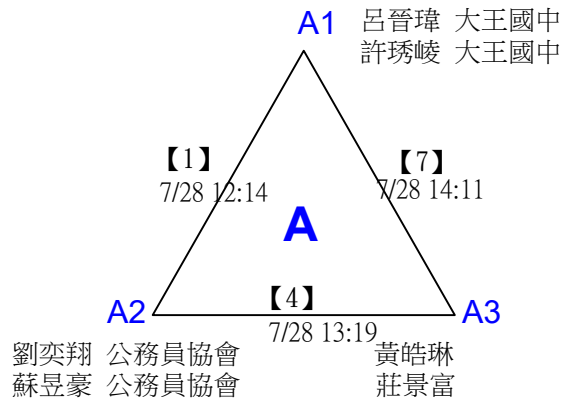 A1
呂晉瑋 大王國中
許琇崚 大王國中
【1】
7/28 12:14
【7】
7/28 14:11
A
A2
【4】
7/28 13:19
A3
劉奕翔 公務員協會
蘇昱豪 公務員協會
黃皓琳
莊景富